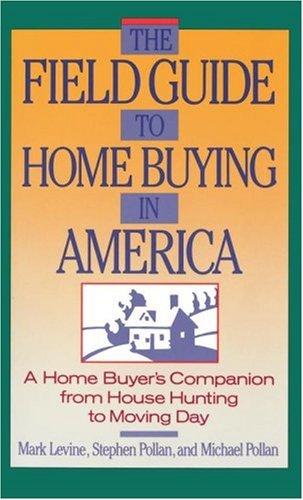 THE
FIELD GUIDE
TO
HOME BUYING
IN
AMERICA
A Home Buyer's Companion
from House Hunting
to Moving Day
Mark Levine, Stephen Pollan, and Michael Pollan